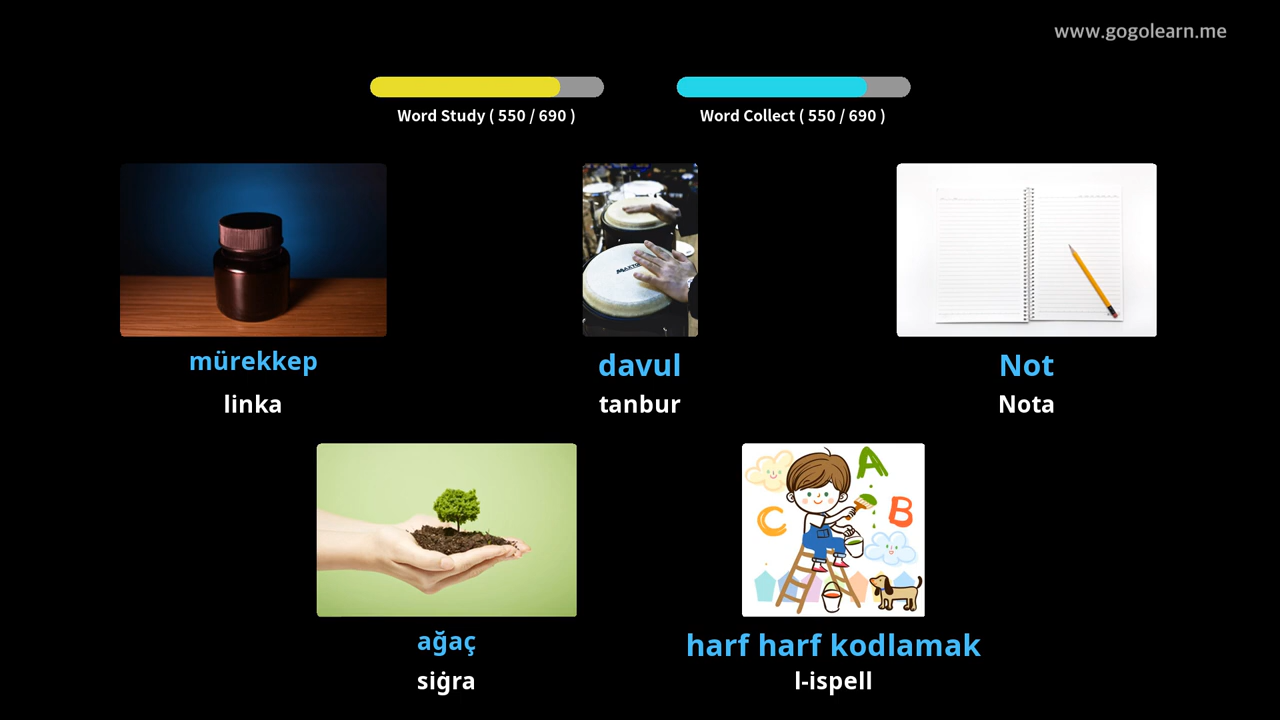 www.gogolearn.me
Word Study ( 550 / 690 )
Word Collect ( 550 / 690 )
mürekkep
linka
davul
tanbur
Not
Nota
ağaç
siġra
harf harf kodlamak
l-ispell
A
B
C